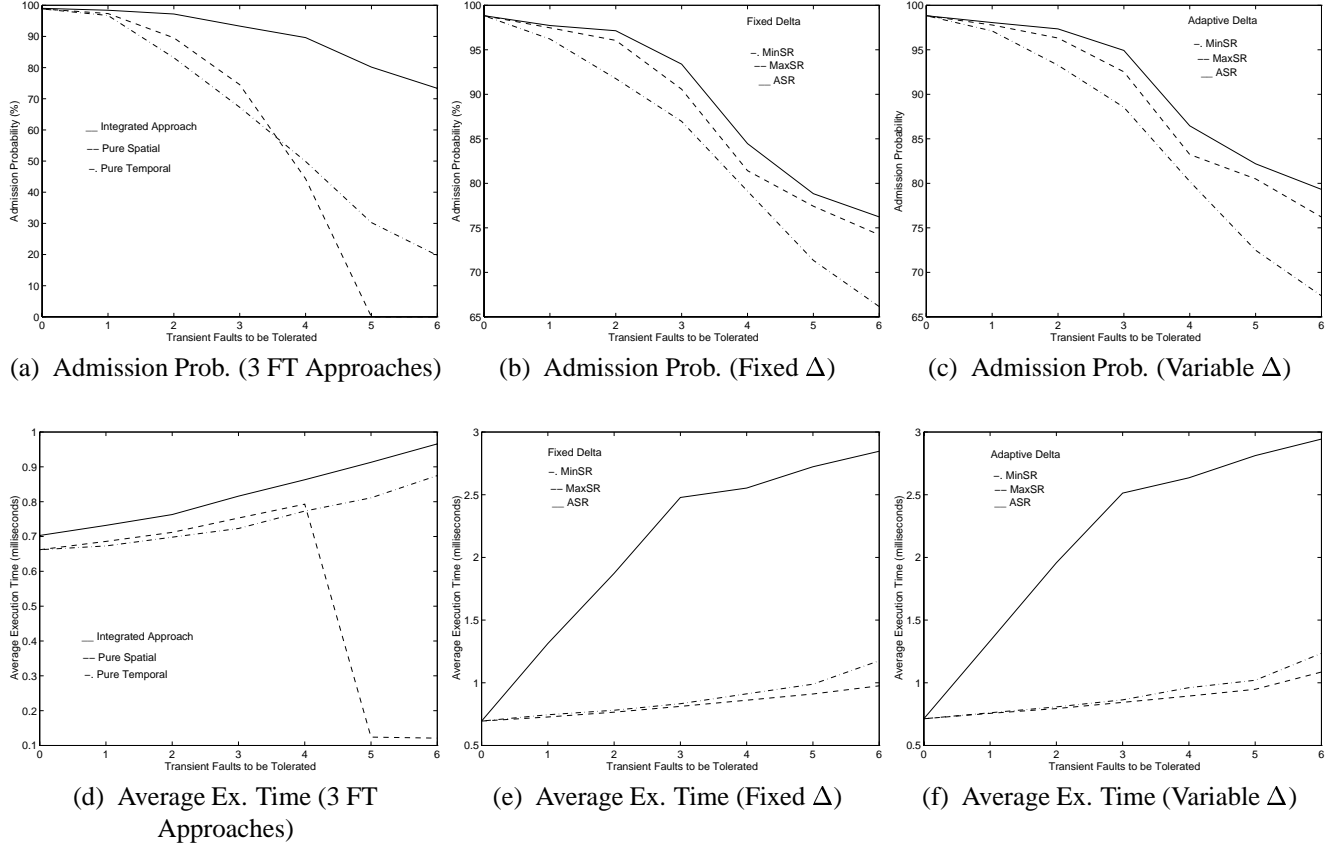 Admission Probability (%)
100
90
80
70
60
50
40
30
20
10
0
__ Integrated Approach
−− Pure Spatial
−. Pure Temporal
0 1 2 3 4 5 6
Transient Faults to be Tolerated
(a) Admission Prob. (3 FT Approaches)
Admission Probability (%)
100
95
90
85
80
75
70
65
Fixed Delta
−. MinSR
−− MaxSR
__ ASR
0 1 2 3 4 5 6
Transient Faults to be Tolerated
(b) Admission Prob. (Fixed Δ)
Admission Probability
100
95
90
85
80
75
70
65
Adaptive Delta
−. MinSR
−− MaxSR
__ ASR
0 1 2 3 4 5 6
Transient Faults to be Tolerated
(c) Admission Prob. (Variable Δ)
Average Execution Time (milliseconds)
1
0.9
0.8
0.7
0.6
0.5
0.4
0.3
0.2
0.1
__ Integrated Approach
−− Pure Spatial
−. Pure Temporal
0 1 2 3 4 5 6
Transient Faults to be Tolerated
(d) Average Ex. Time (3 FT
Approaches)
Average Execution Time (milliseconds)
3
2.5
2
1.5
1
0.5
Fixed Delta
−. MinSR
−− MaxSR
__ ASR
0 1 2 3 4 5 6
Transient Faults to be Tolerated
(e) Average Ex. Time (Fixed Δ)
Average Execution Time (milliseconds)
3
2.5
2
1.5
1
0.5
Adaptive Delta
−. MinSR
−− MaxSR
__ ASR
0 1 2 3 4 5 6
Transient Faults to be Tolerated
(f) Average Ex. Time (Variable Δ)